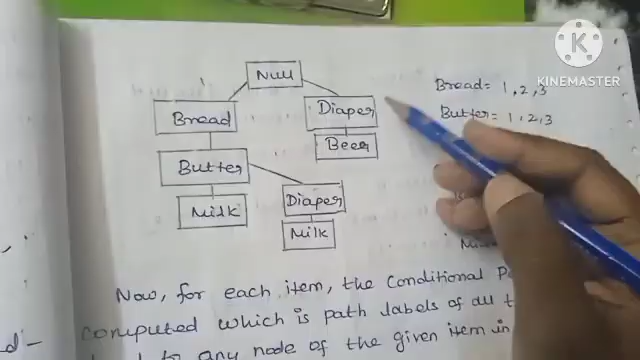 Null
KINEMASTER
Bread = 1, 2, 3
Bread
Diaper
Butter = 1, 2, 3
Beer
Butter
Milk
Diaper
Milk
Now, for each item, the Conditional
computed which is path labels of all
to any node of the given item in